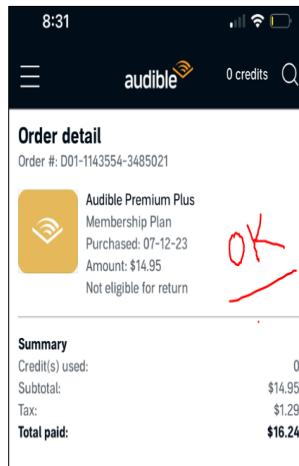 8:31
audible
0 credits
Order detail
Order #: D01-1143554-3485021
Audible Premium Plus
Membership Plan
Purchased: 07-12-23
Amount: $14.95
Not eligible for return
OK
Summary
Credit(s) used: 0
Subtotal: $14.95
Tax: $1.29
Total paid: $16.24